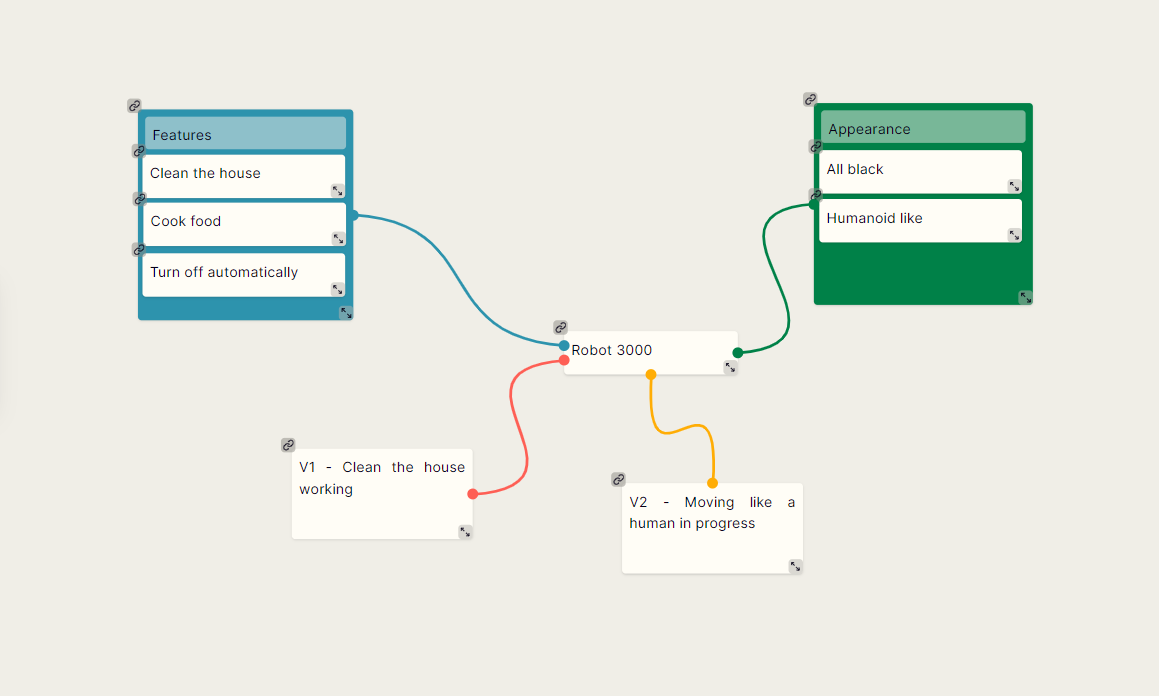 Features
Clean the house
Cook food
Turn off automatically
Appearance
All black
Humanoid like
Robot 3000
V1 - Clean the house
working
V2 - Moving like a
human in progress